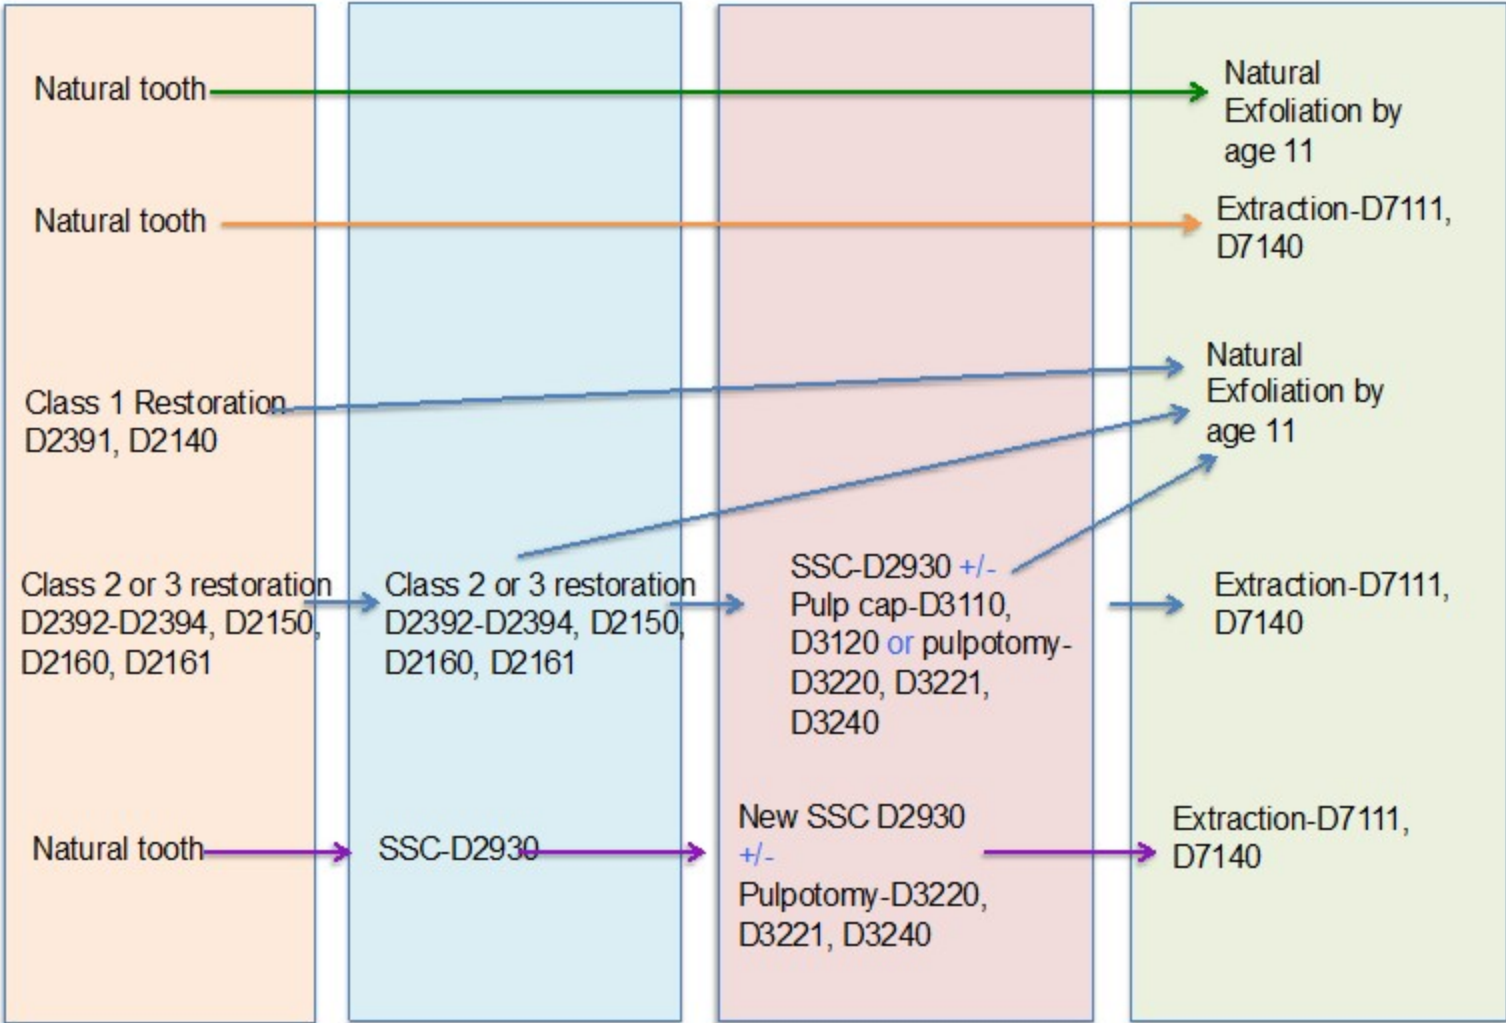 Natural tooth
Natural
Exfoliation by
age 11
Natural tooth
Extraction-D7111,
D7140
Class 1 Restoration
D2391, D2140
Natural
Exfoliation by
age 11
Class 2 or 3 restoration
D2392-D2394, D2150,
D2160, D2161
Class 2 or 3 restoration
D2392-D2394, D2150,
D2160, D2161
SSC-D2930 +/-
Pulp cap-D3110,
D3120 or pulpotomy-
D3220, D3221,
D3240
Extraction-D7111,
D7140
Natural tooth
SSC-D2930
New SSC D2930
+/-
Pulpotomy-D3220,
D3221, D3240
Extraction-D7111,
D7140